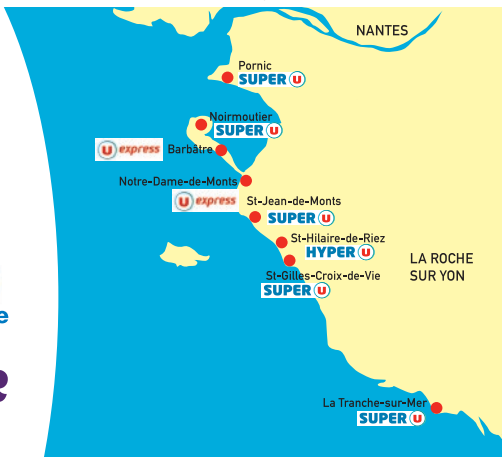 NANTES
Pornic
SUPER U
Noirmoutier
SUPER U
U express Barbâtre
Notre-Dame-de-Monts
U express
St-Jean-de-Monts
SUPER U
St-Hilaire-de-Riez
HYPER U
LA ROCHE
SUR YON
St-Gilles-Croix-de-Vie
SUPER U
e
La Tranche-sur-Mer
SUPER U